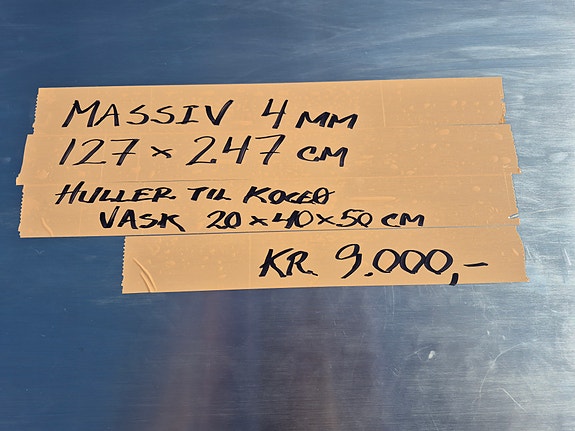 MASSIV 4 MM
127 x 247 CM
HULLER TIL KOGEØ
VASK 20 x 40 x 50 CM
KR. 9.000,-